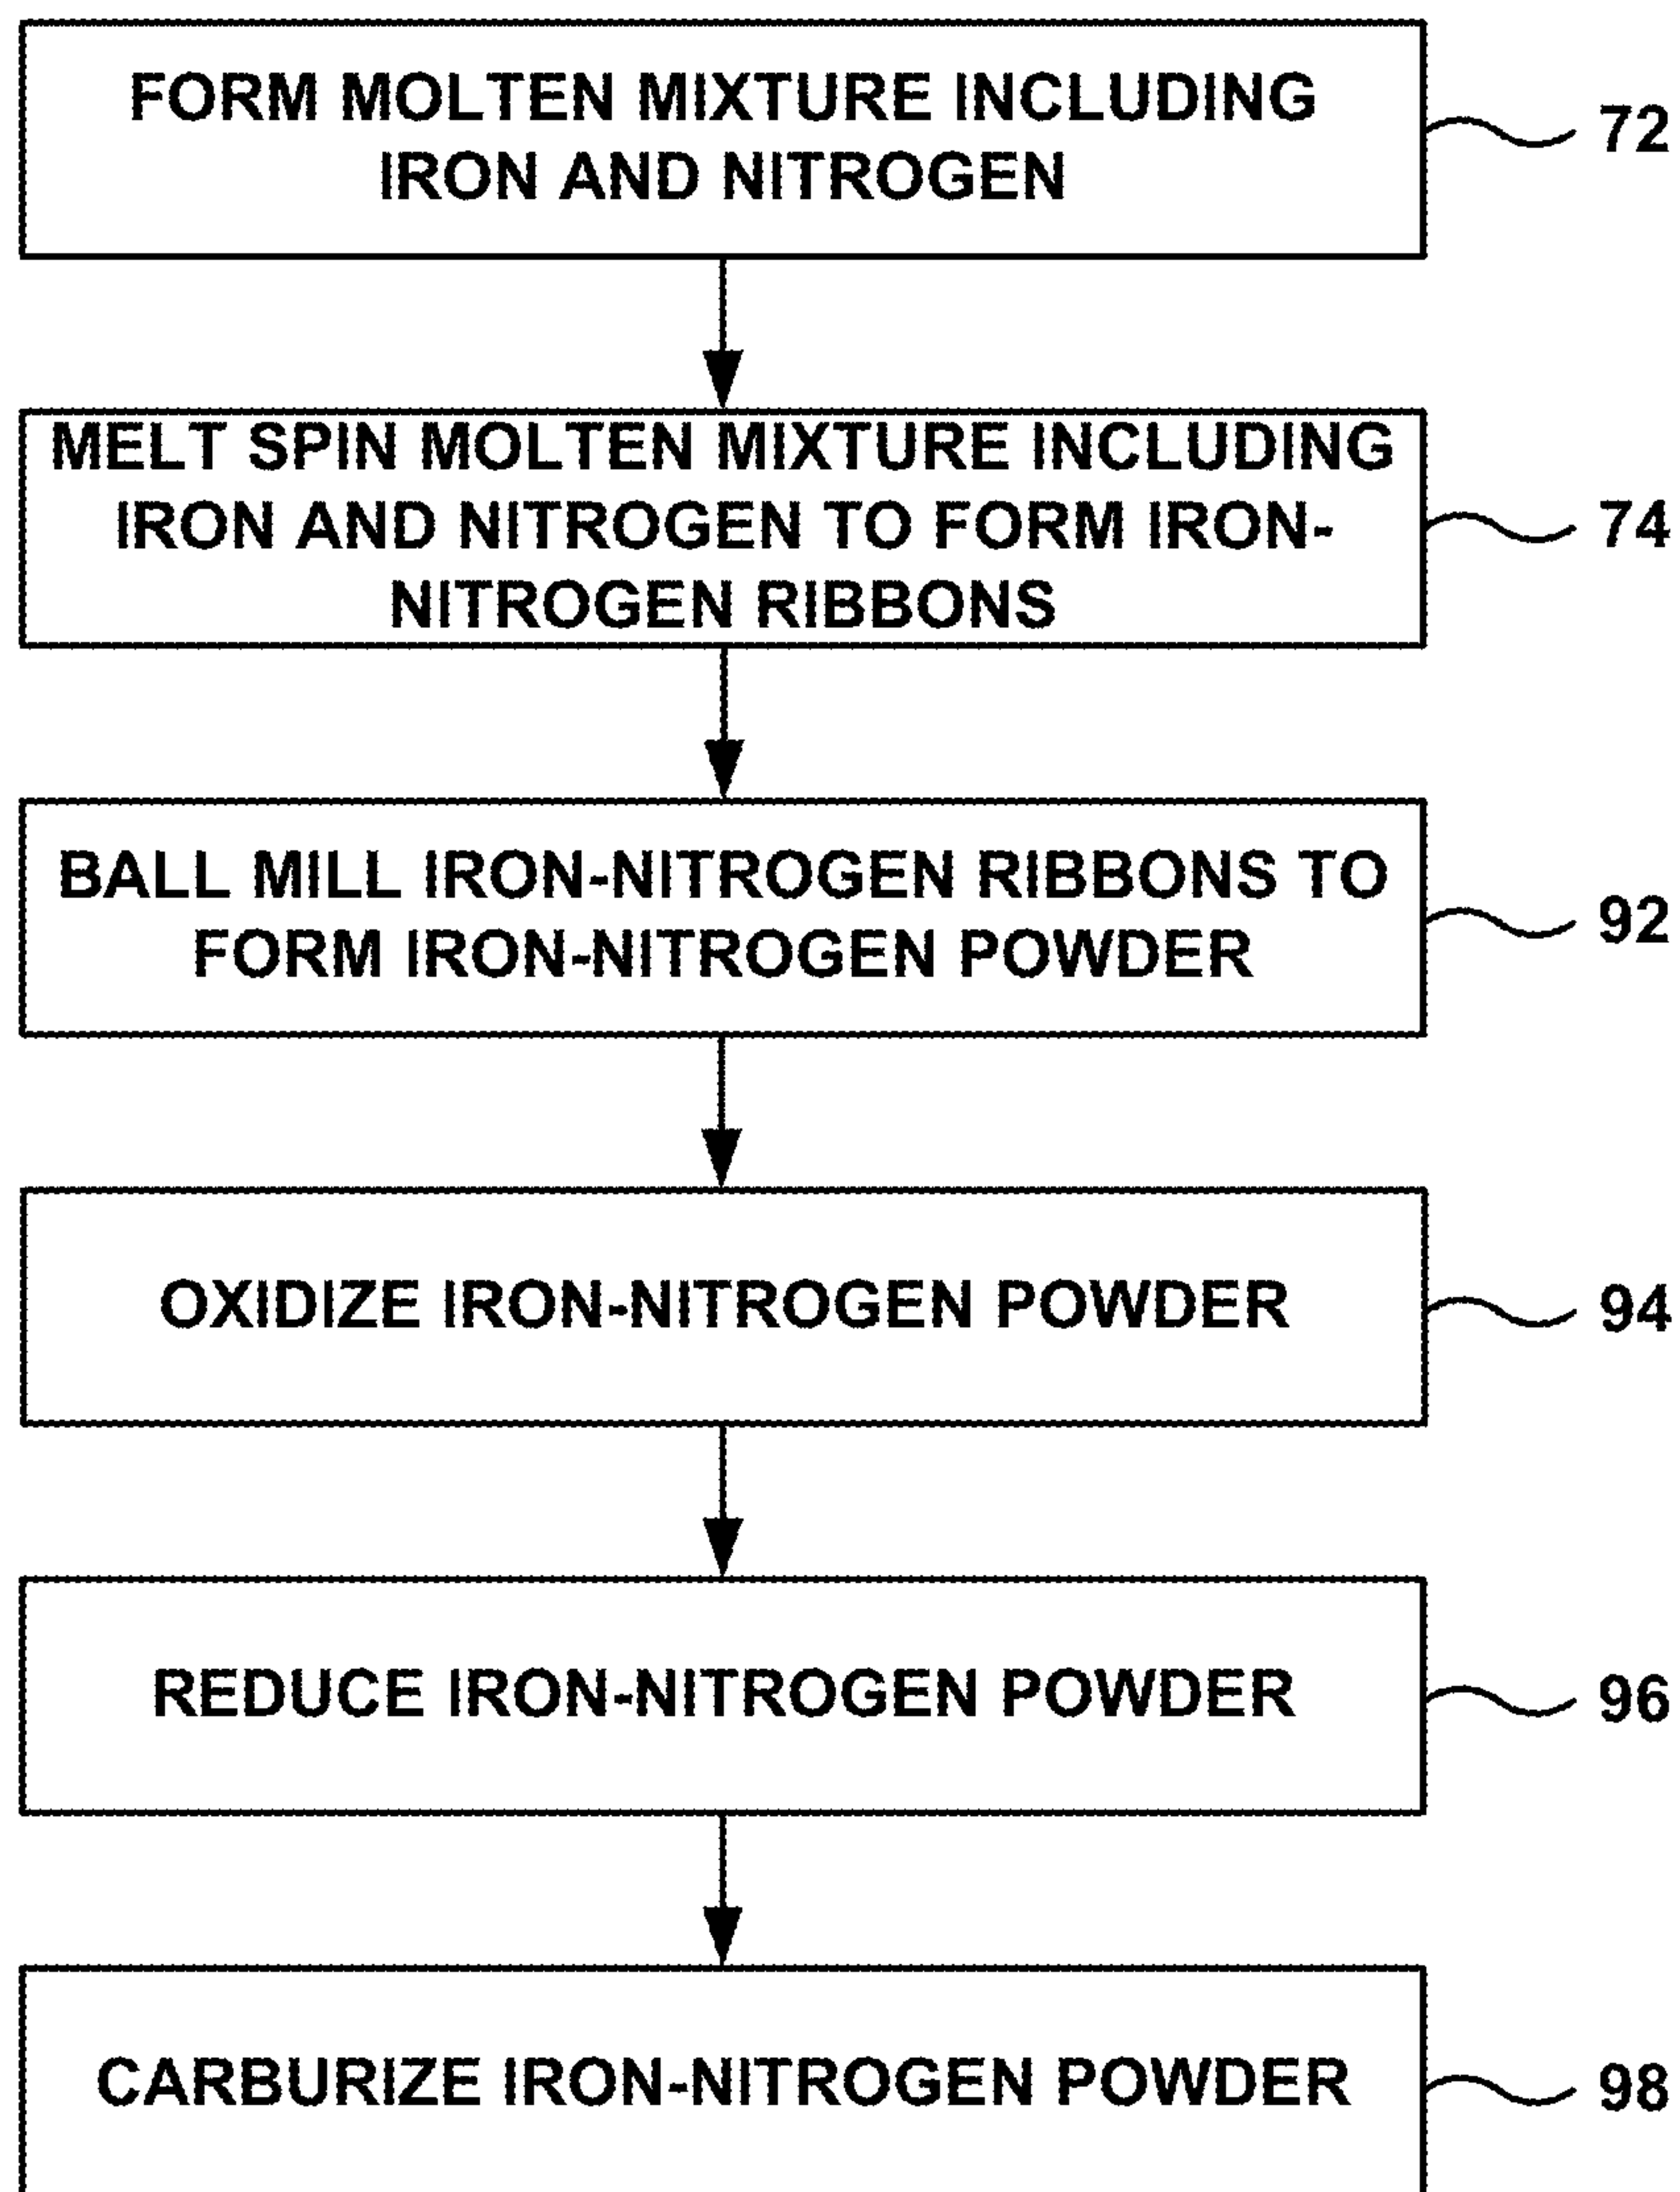 FORM MOLTEN MIXTURE INCLUDING
IRON AND NITROGEN
72
MELT SPIN MOLTEN MIXTURE INCLUDING
IRON AND NITROGEN TO FORM IRON-
NITROGEN RIBBONS
74
BALL MILL IRON-NITROGEN RIBBONS TO
FORM IRON-NITROGEN POWDER
92
OXIDIZE IRON-NITROGEN POWDER
94
REDUCE IRON-NITROGEN POWDER
96
CARBURIZE IRON-NITROGEN POWDER
98